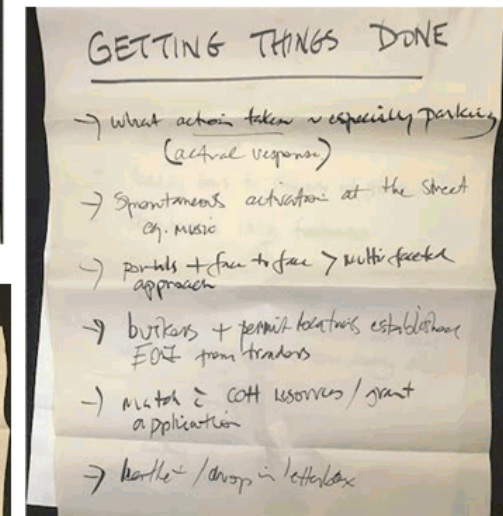 GETTING THINGS DONE
→ What action taken ~ especially parking
(actual response)
→ Spontaneous activation at the street
eg. MUSIC
→ portals + face to face > multi faceted
approach
→ buskers + permit locations
EOI from traders
→ Match c̄ COH resources / grant
application
→ / drop in letterbox